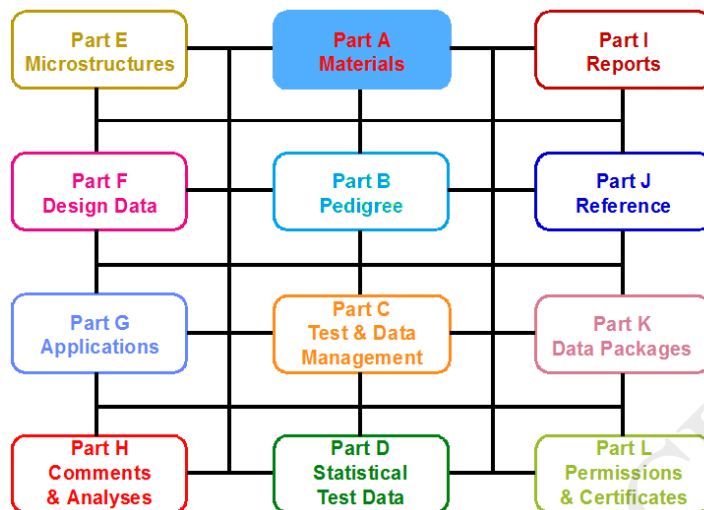 Part E
Microstructures
Part A
Materials
Part I
Reports
Part F
Design Data
Part B
Pedigree
Part J
Reference
Part G
Applications
Part C
Test & Data
Management
Part K
Data Packages
Part H
Comments
& Analyses
Part D
Statistical
Test Data
Part L
Permissions
& Certificates